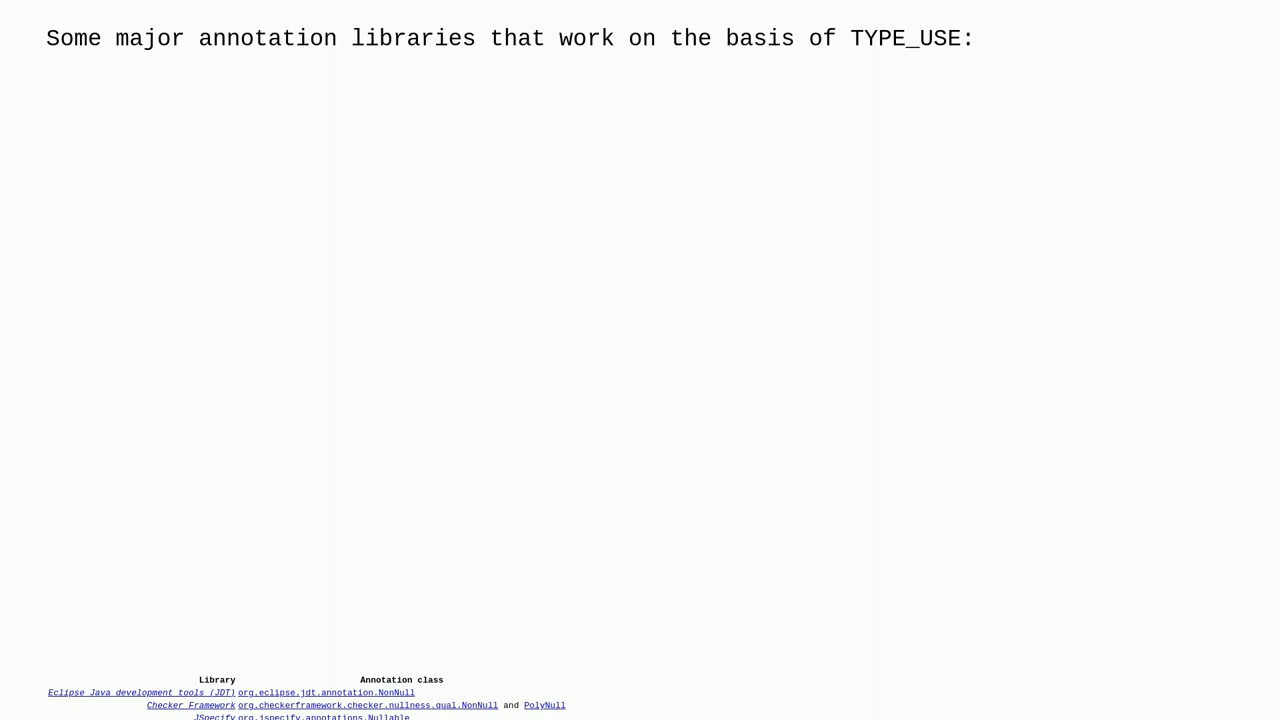 Some major annotation libraries that work on the basis of TYPE_USE:
Library Annotation class
Eclipse Java development tools (JDT) org.eclipse.jdt.annotation.NonNull
Checker Framework org.checkerframework.checker.nullness.qual.NonNull and PolyNull
JSpecify org.jspecify.annotations.Nullable